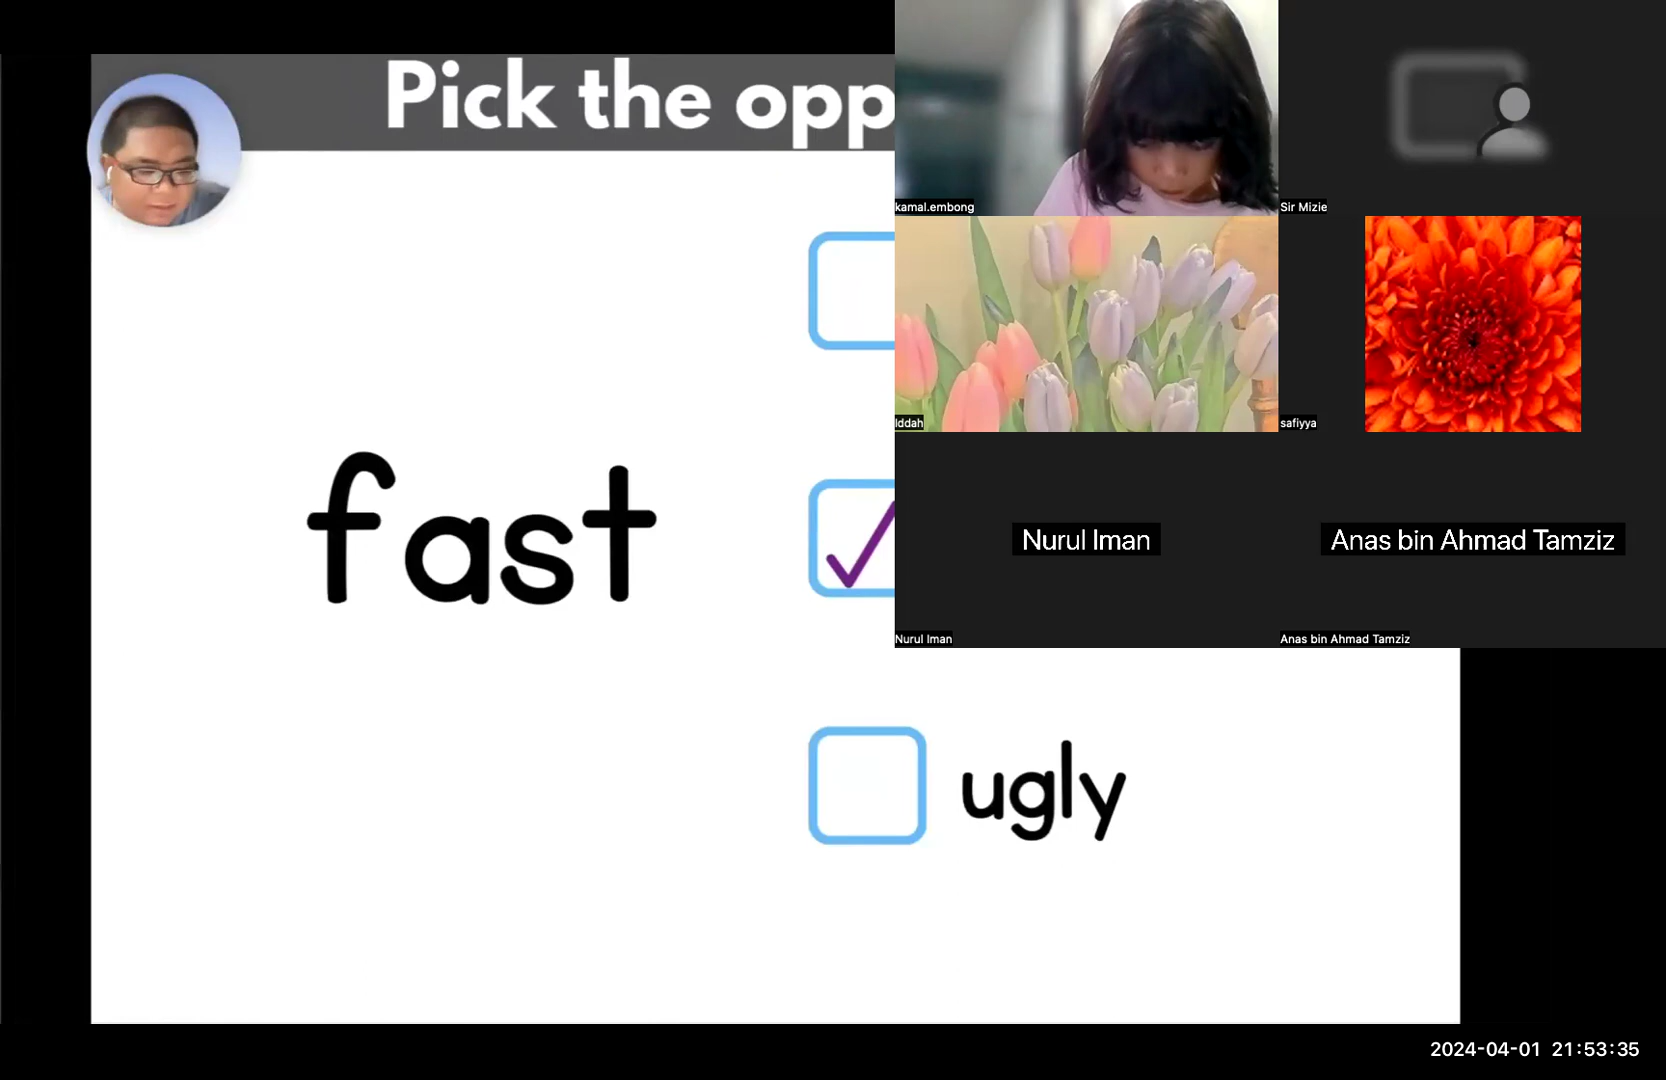 Pick the opp
kamal.embong
Sir Mizie
Iddah
safiyya
fast
Nurul Iman
Anas bin Ahmad Tamziz
Nurul Iman
Anas bin Ahmad Tamziz
ugly
2024-04-01 21:53:35